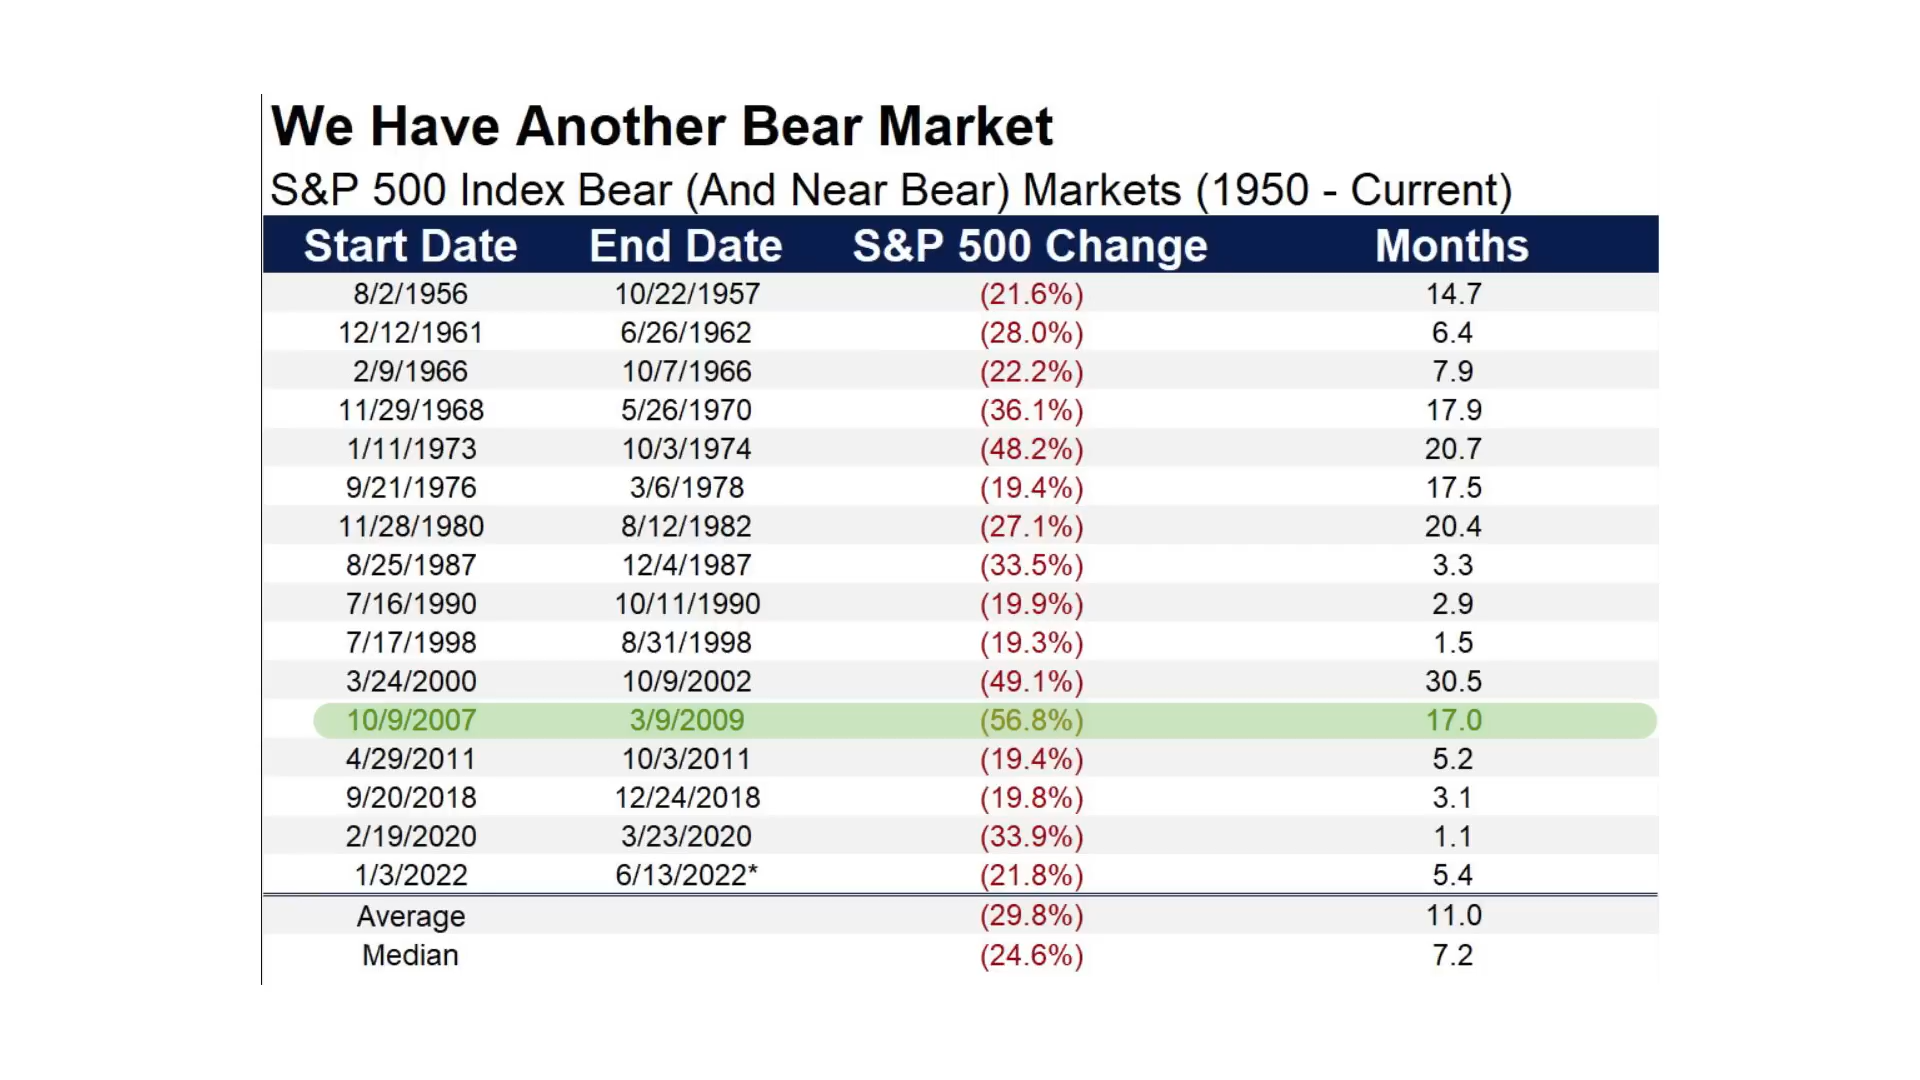 We Have Another Bear Market
S&P 500 Index Bear (And Near Bear) Markets (1950 - Current)
Start Date End Date S&P 500 Change Months
8/2/1956 10/22/1957 (21.6%) 14.7
12/12/1961 6/26/1962 (28.0%) 6.4
2/9/1966 10/7/1966 (22.2%) 7.9
11/29/1968 5/26/1970 (36.1%) 17.9
1/11/1973 10/3/1974 (48.2%) 20.7
9/21/1976 3/6/1978 (19.4%) 17.5
11/28/1980 8/12/1982 (27.1%) 20.4
8/25/1987 12/4/1987 (33.5%) 3.3
7/16/1990 10/11/1990 (19.9%) 2.9
7/17/1998 8/31/1998 (19.3%) 1.5
3/24/2000 10/9/2002 (49.1%) 30.5
10/9/2007 3/9/2009 (56.8%) 17.0
4/29/2011 10/3/2011 (19.4%) 5.2
9/20/2018 12/24/2018 (19.8%) 3.1
2/19/2020 3/23/2020 (33.9%) 1.1
1/3/2022 6/13/2022* (21.8%) 5.4
Average (29.8%) 11.0
Median (24.6%) 7.2